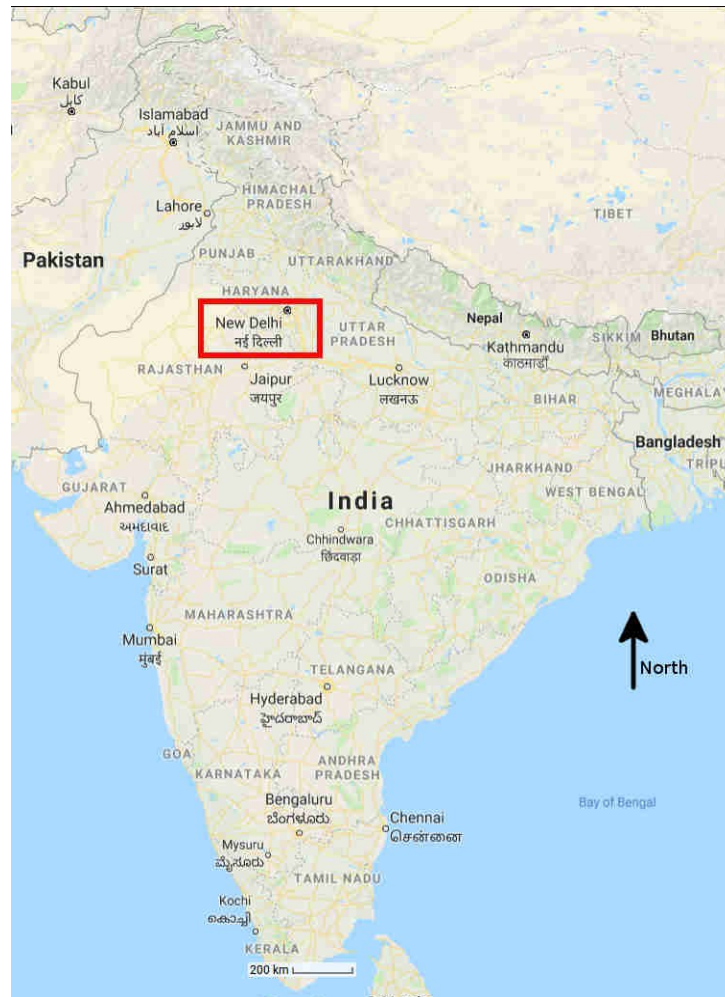 Kabul
کابل
Islamabad
اسلام آباد
JAMMU AND
KASHMIR
HIMACHAL
PRADESH
Lahore
لاہور
TIBET
Pakistan
PUNJAB
UTTARAKHAND
HARYANA
New Delhi
नई दिल्ली
UTTAR
PRADESH
Nepal
Kathmandu
काठमाडौं
SIKKIM
Bhutan
RAJASTHAN
Jaipur
जयपुर
Lucknow
लखनऊ
BIHAR
MEGHALAY
Bangladesh
TRIPU
JHARKHAND
WEST BENGAL
GUJARAT
Ahmedabad
અમદાવાદ
India
CHHATTISGARH
Chhindwara
छिंदवाड़ा
Surat
ODISHA
MAHARASHTRA
Mumbai
मुंबई
North
TELANGANA
Hyderabad
హైదరాబాద్
GOA
KARNATAKA
ANDHRA
PRADESH
Bengaluru
ಬೆಂಗಳೂರು
Chennai
சென்னை
Bay of Bengal
Mysuru
ಮೈಸೂರು
TAMIL NADU
Kochi
കൊച്ചി
KERALA
200 km